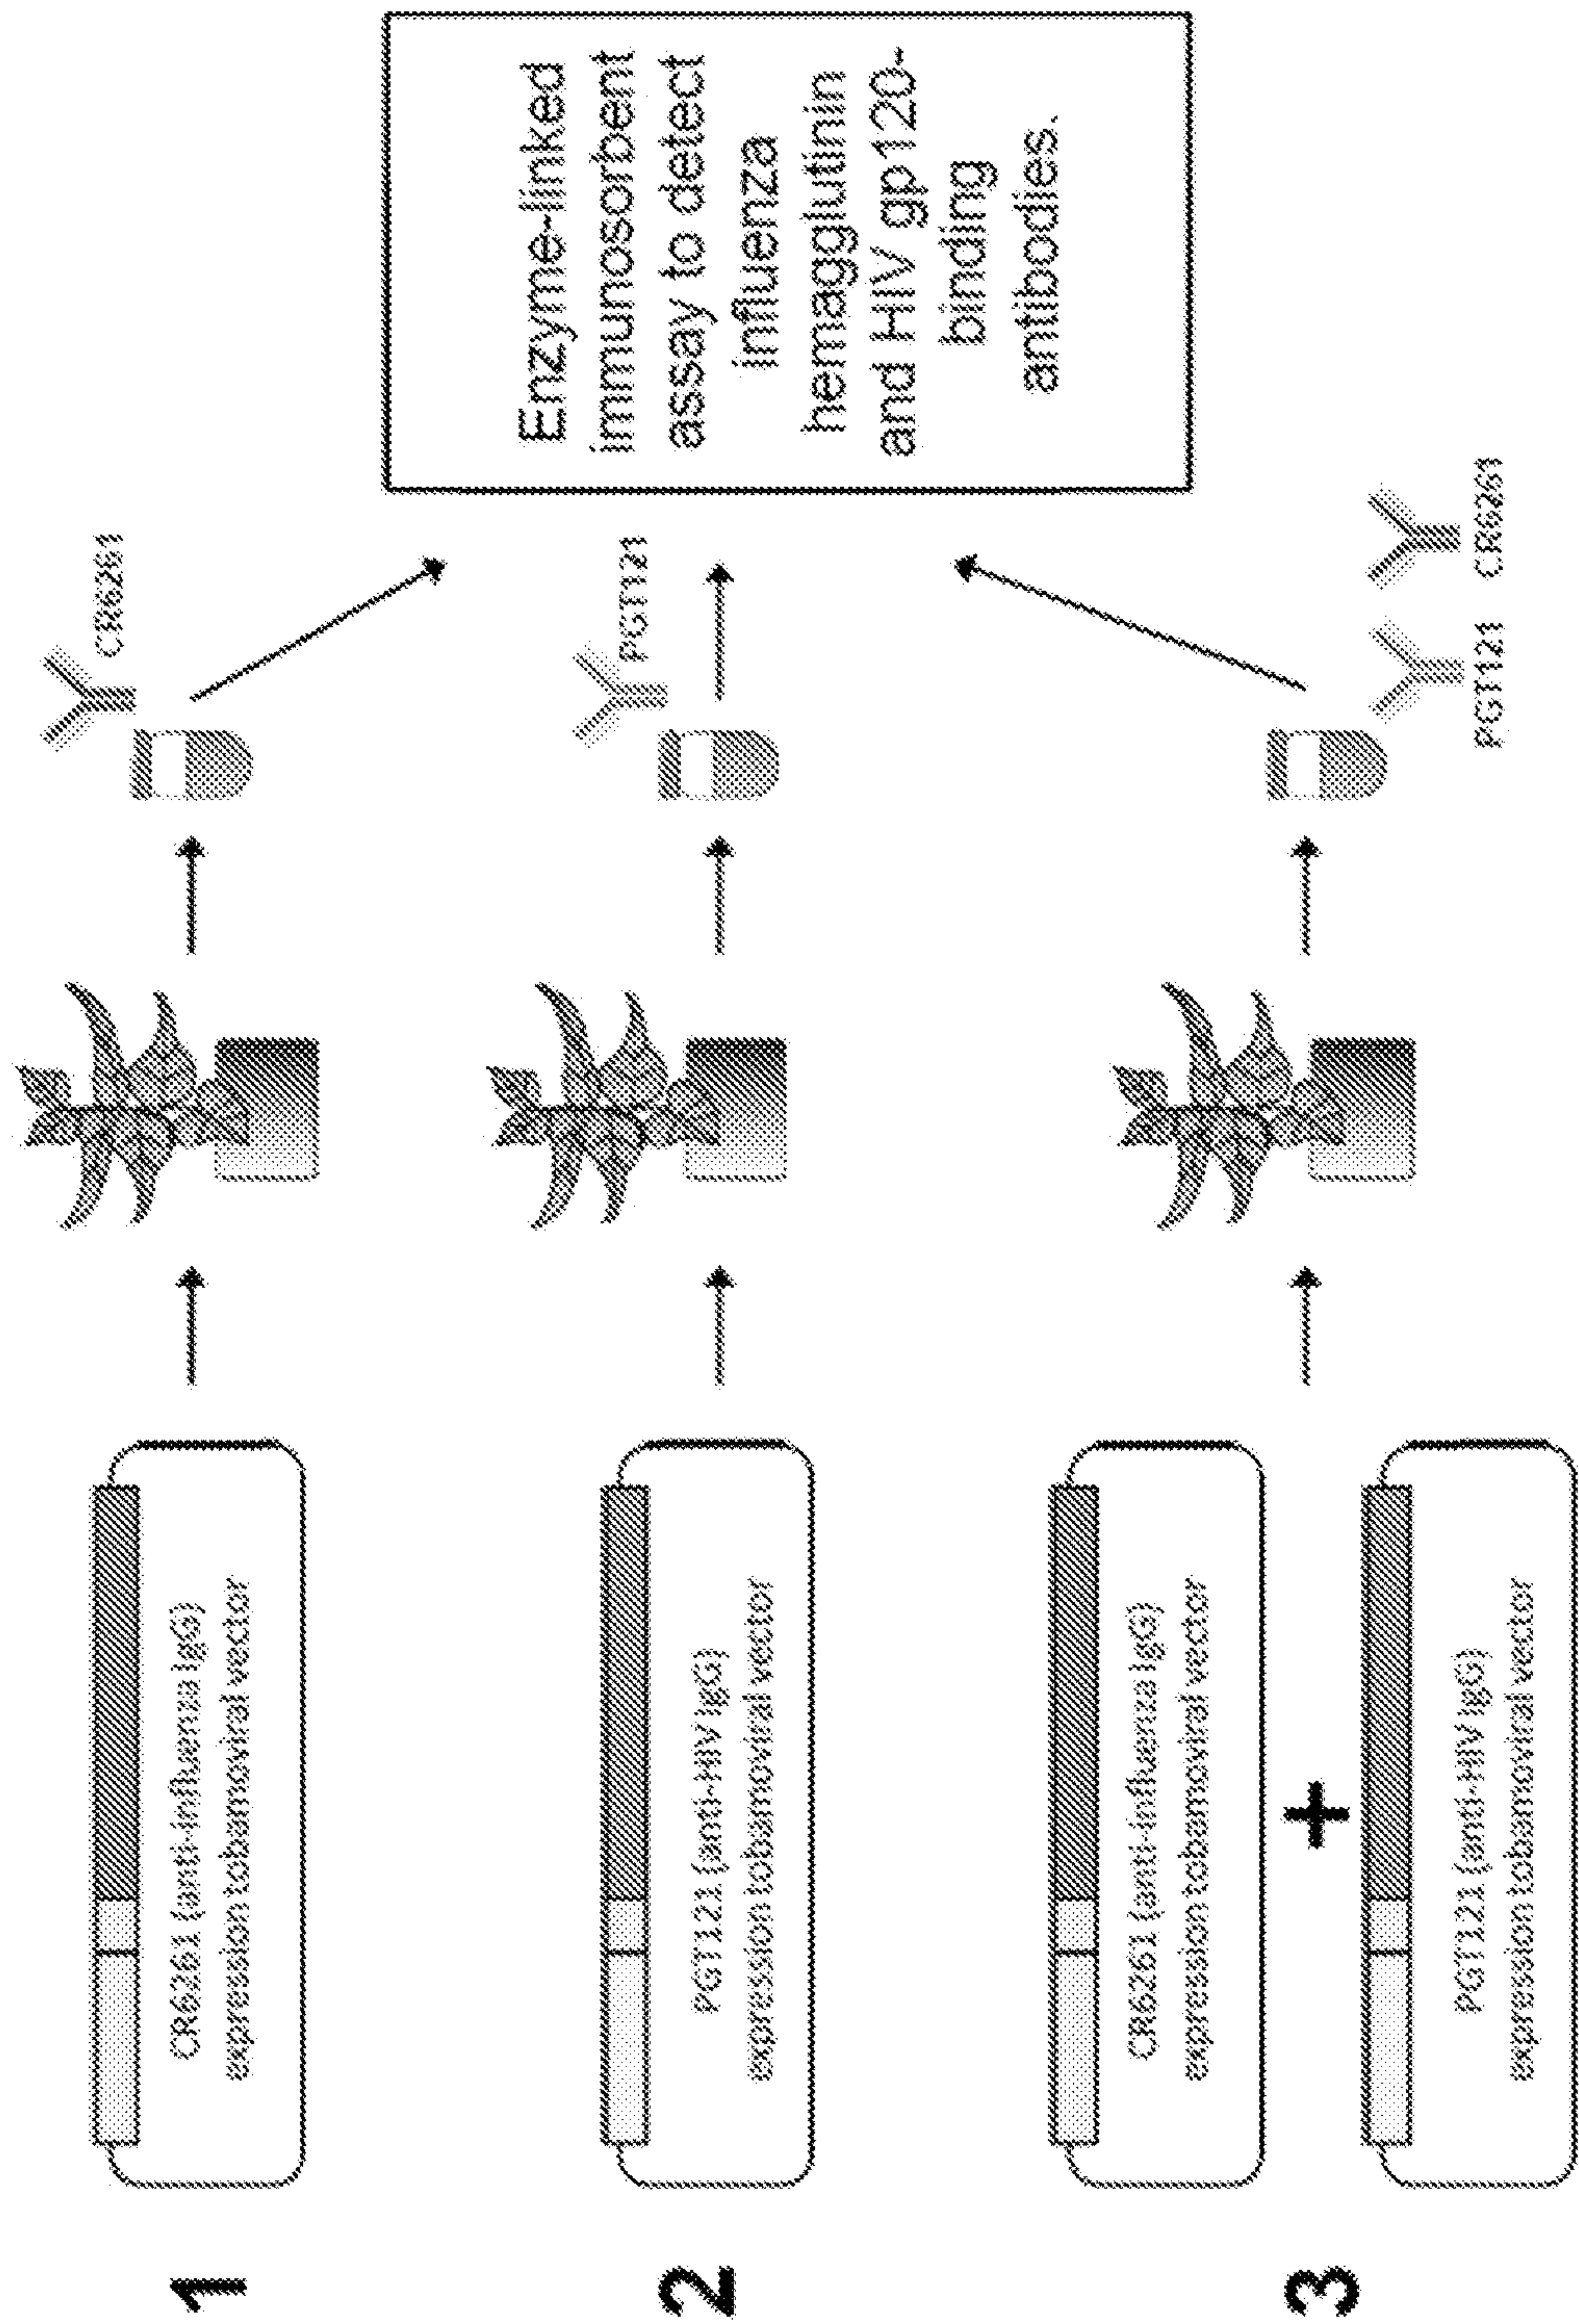 1
CR6261 (anti-influenza IgG)
expression tobamoviral vector
CR6261
2
PGT121 (anti-HIV IgG)
expression tobamoviral vector
PGT121
3
CR6261 (anti-influenza IgG)
expression tobamoviral vector
+
PGT121 (anti-HIV IgG)
expression tobamoviral vector
PGT121 CR6261
Enzyme-linked
immunosorbent
assay to detect
influenza
hemagglutinin
and HIV gp120-
binding
antibodies.